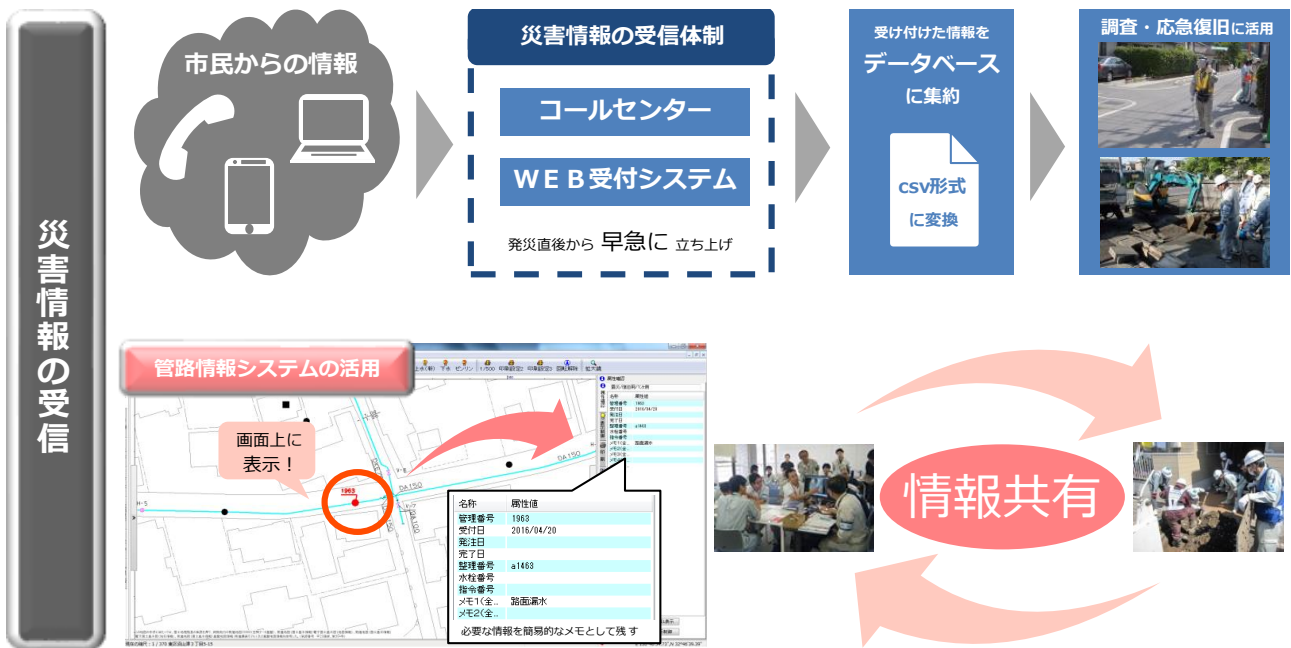 災害情報の受信
市民からの情報
災害情報の受信体制
コールセンター
ＷＥＢ受付システム
発災直後から 早急に 立ち上げ
受け付けた情報を
データベース
に集約
csv形式
に変換
調査・応急復旧に活用
管路情報システムの活用
画面上に
表示！
1963
DA150
DA150
DA100
名称 属性値
管理番号 1963
受付日 2016/04/20
発注日
完了日
整理番号 a1463
水栓番号
指令番号
メモ1(全.. 路面漏水
メモ2(全...
必要な情報を簡易的なメモとして残す
情報共有